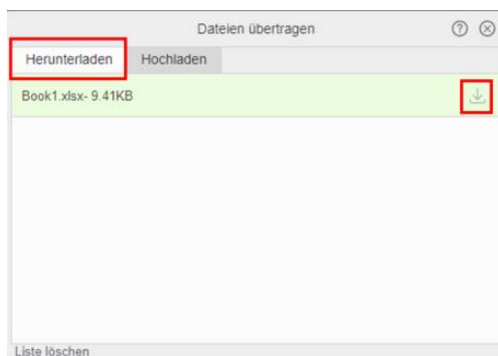 Dateien übertragen
Herunterladen Hochladen
Book1.xlsx- 9.41KB
Liste löschen